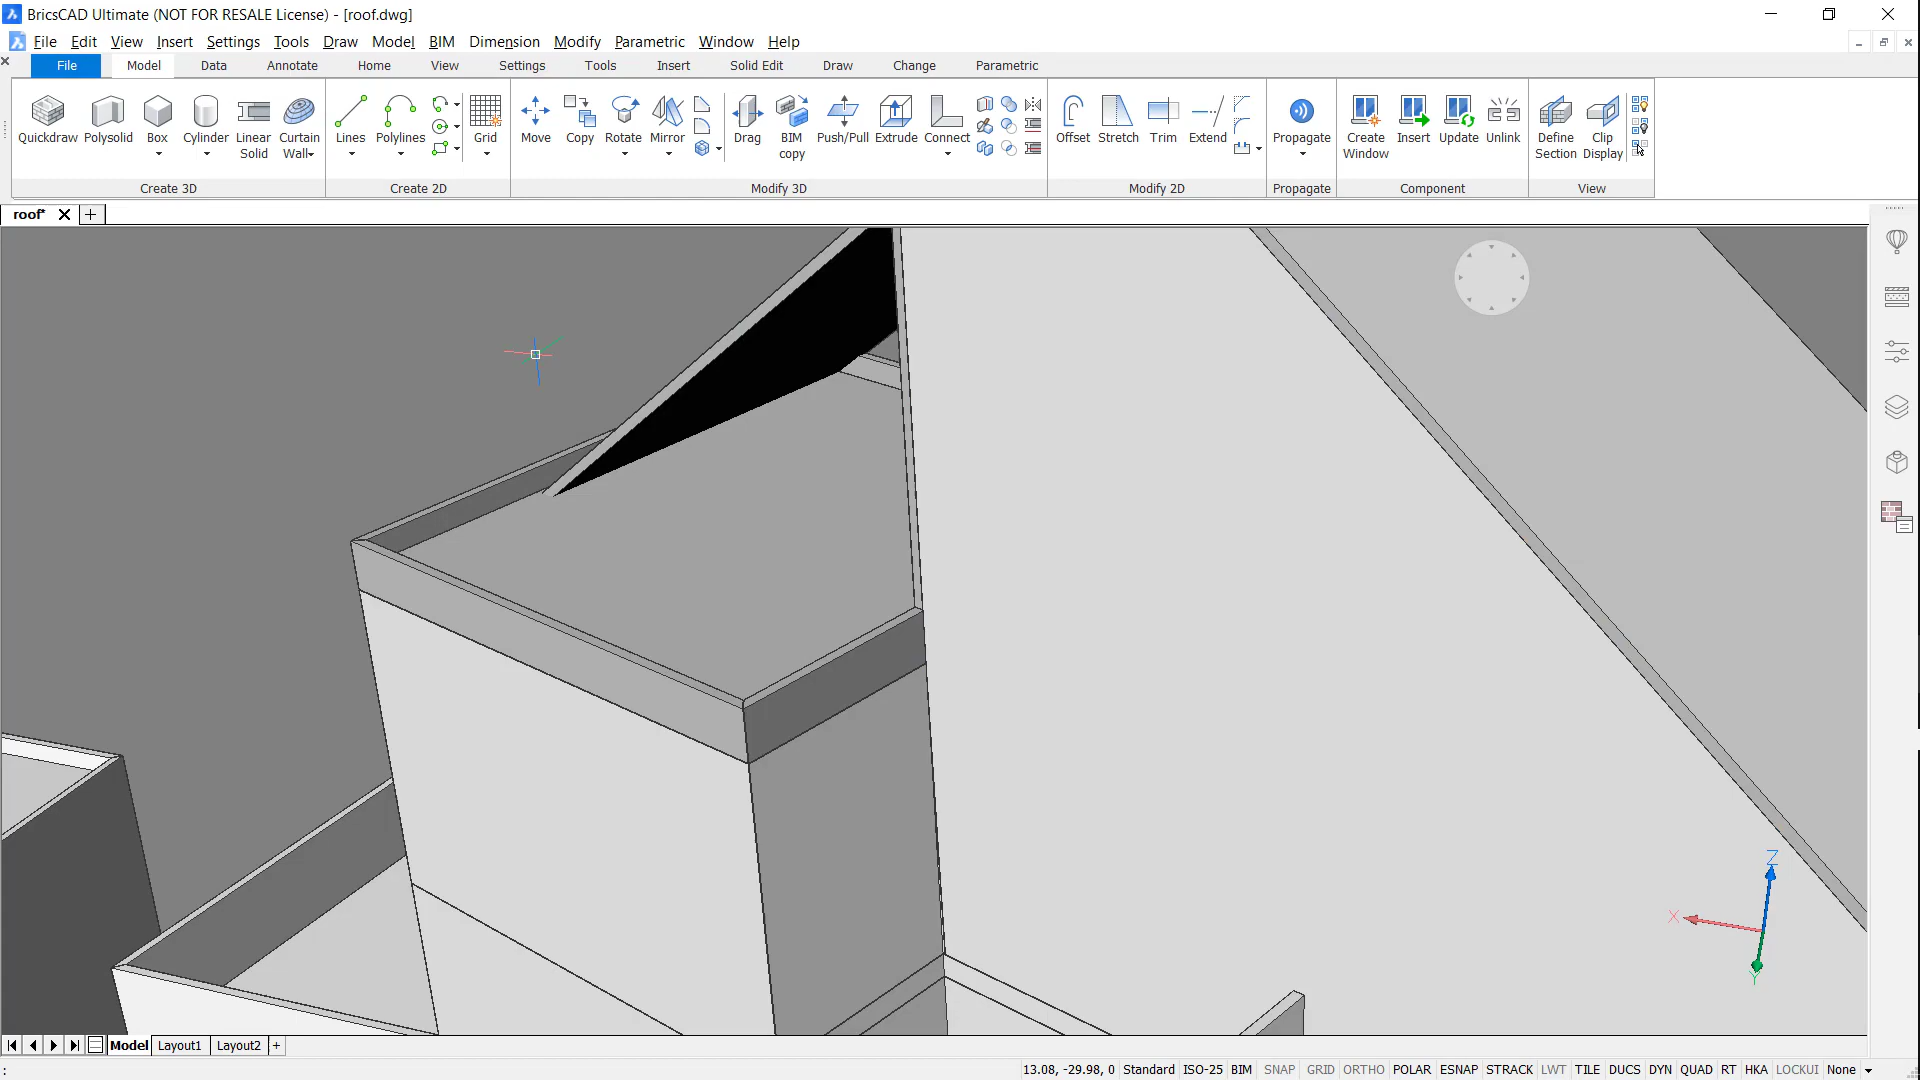 BricsCAD Ultimate (NOT FOR RESALE License) - [roof.dwg]
File Edit View Insert Settings Tools Draw Model BIM Dimension Modify Parametric Window Help
File Model Data Annotate Home View Settings Tools Insert Solid Edit Draw Change Parametric
Quickdraw Polysolid Box Cylinder Linear Solid Curtain Wall
Lines Polylines Grid
Move Copy Rotate Mirror Drag BIM copy Push/Pull Extrude Connect
Offset Stretch Trim Extend
Propagate
Create Window Insert Update Unlink
Define Section Clip Display
Create 3D Create 2D Modify 3D Modify 2D Propagate Component View
roof*
Z
X
Y
Model Layout1 Layout2 +
: 13.08, -29.98, 0 Standard ISO-25 BIM SNAP GRID ORTHO POLAR ESNAP STRACK LWT TILE DUCS DYN QUAD RT HKA LOCKUI None